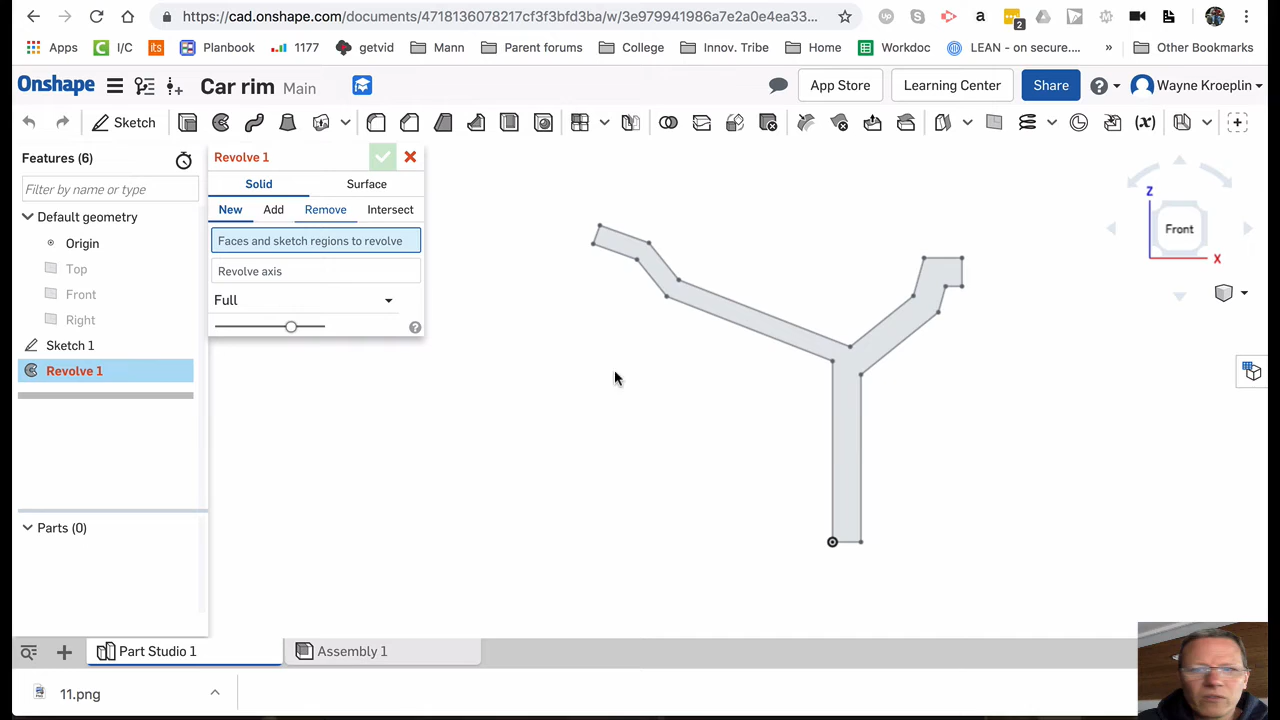 https://cad.onshape.com/documents/4718136078217cf3f3bfd3ba/w/3e979941986a7e2a0e4ea33...
2
Apps I/C its Planbook 1177 getvid Mann Parent forums College Innov. Tribe Home Workdoc LEAN - on secure.... » Other Bookmarks
Onshape Car rim Main App Store Learning Center Share Wayne Kroeplin
Sketch (x)
Features (6)
Filter by name or type
Default geometry
Origin
Top
Front
Right
Sketch 1
Revolve 1
Parts (0)
Revolve 1
Solid Surface
New Add Remove Intersect
Faces and sketch regions to revolve
Revolve axis
Full
Z
Front
X
Part Studio 1 Assembly 1
11.png